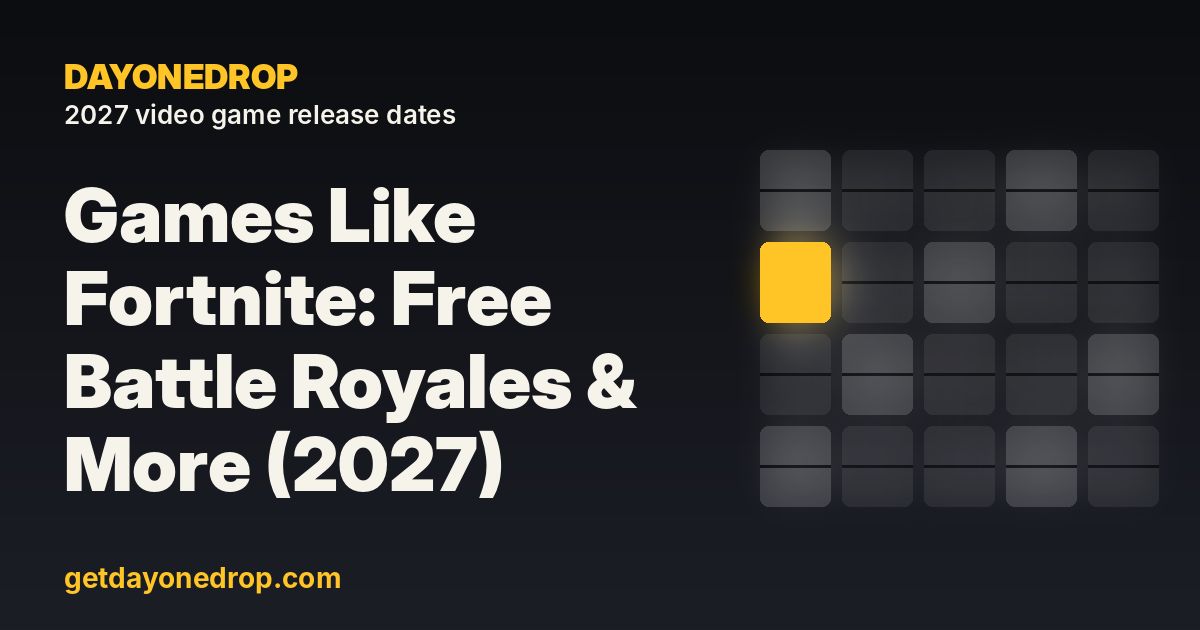 DAYONEDROP
2027 video game release dates
Games Like
Fortnite: Free
Battle Royales &
More (2027)
getdayonedrop.com